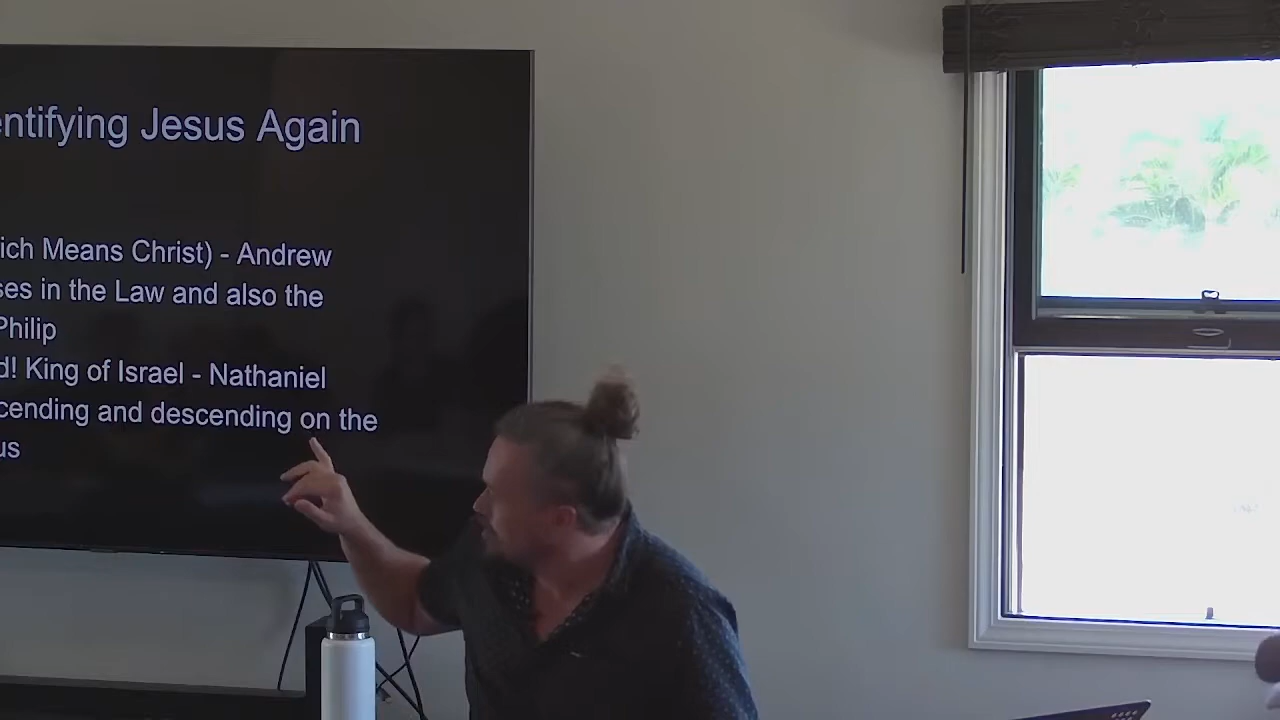 entifying Jesus Again
ich Means Christ) - Andrew
ses in the Law and also the
Philip
d! King of Israel - Nathaniel
cending and descending on the
us